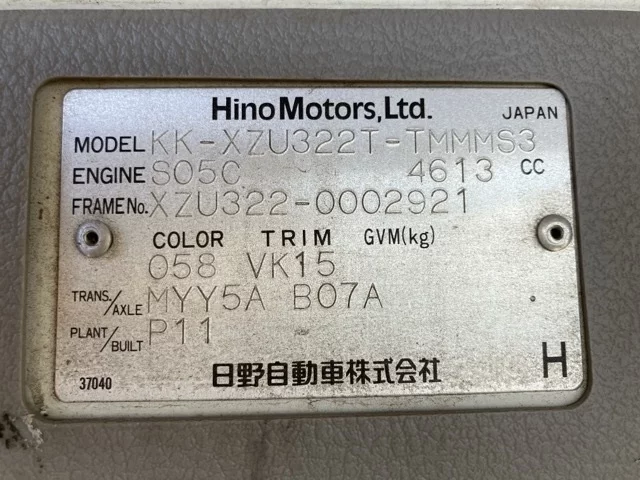 Hino Motors, Ltd. JAPAN
MODEL KK-XZU322T-TMMMS3
ENGINE S05C 4613 CC
FRAME No. XZU322-0002921
COLOR TRIM GVM(kg)
058 VK15
TRANS./AXLE MYY5A B07A
PLANT/BUILT P11
37040 日野自動車株式会社 H